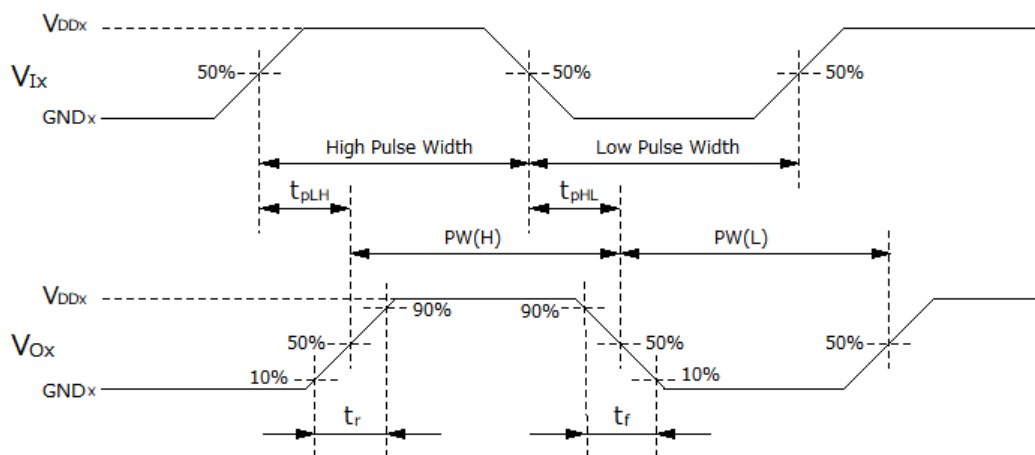 VDDx
VIx
50%
50%
50%
GNDx
High Pulse Width
Low Pulse Width
tpLH
tpHL
PW(H)
PW(L)
VDDx
90%
90%
VOx
50%
50%
50%
10%
10%
GNDx
tr
tf